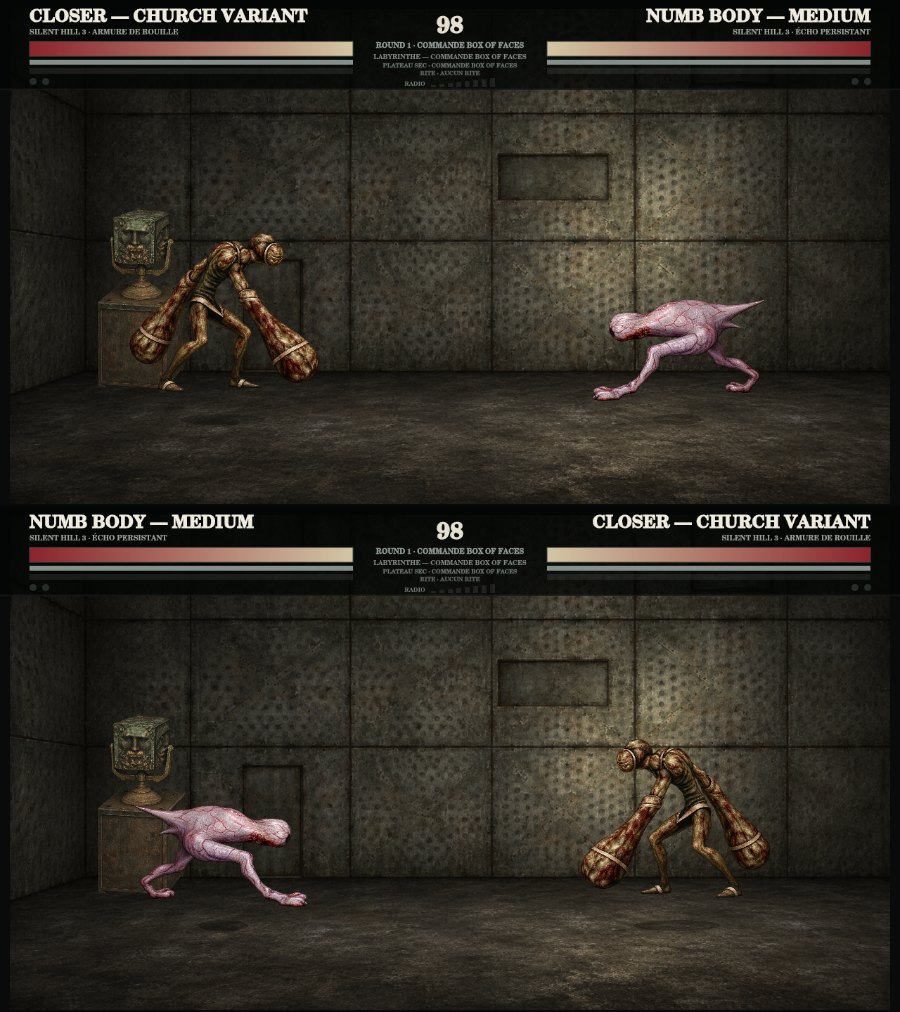 CLOSER — CHURCH VARIANT
SILENT HILL 3 · ARMURE DE ROUILLE
98
ROUND 1 · COMMANDE BOX OF FACES
LABYRINTHE — COMMANDE BOX OF FACES
PLATEAU SEC · COMMANDE BOX OF FACES
RITE · AUCUN RITE
RADIO
NUMB BODY — MEDIUM
SILENT HILL 3 · ÉCHO PERSISTANT
NUMB BODY — MEDIUM
SILENT HILL 3 · ÉCHO PERSISTANT
98
ROUND 1 · COMMANDE BOX OF FACES
LABYRINTHE — COMMANDE BOX OF FACES
PLATEAU SEC · COMMANDE BOX OF FACES
RITE · AUCUN RITE
RADIO
CLOSER — CHURCH VARIANT
SILENT HILL 3 · ARMURE DE ROUILLE